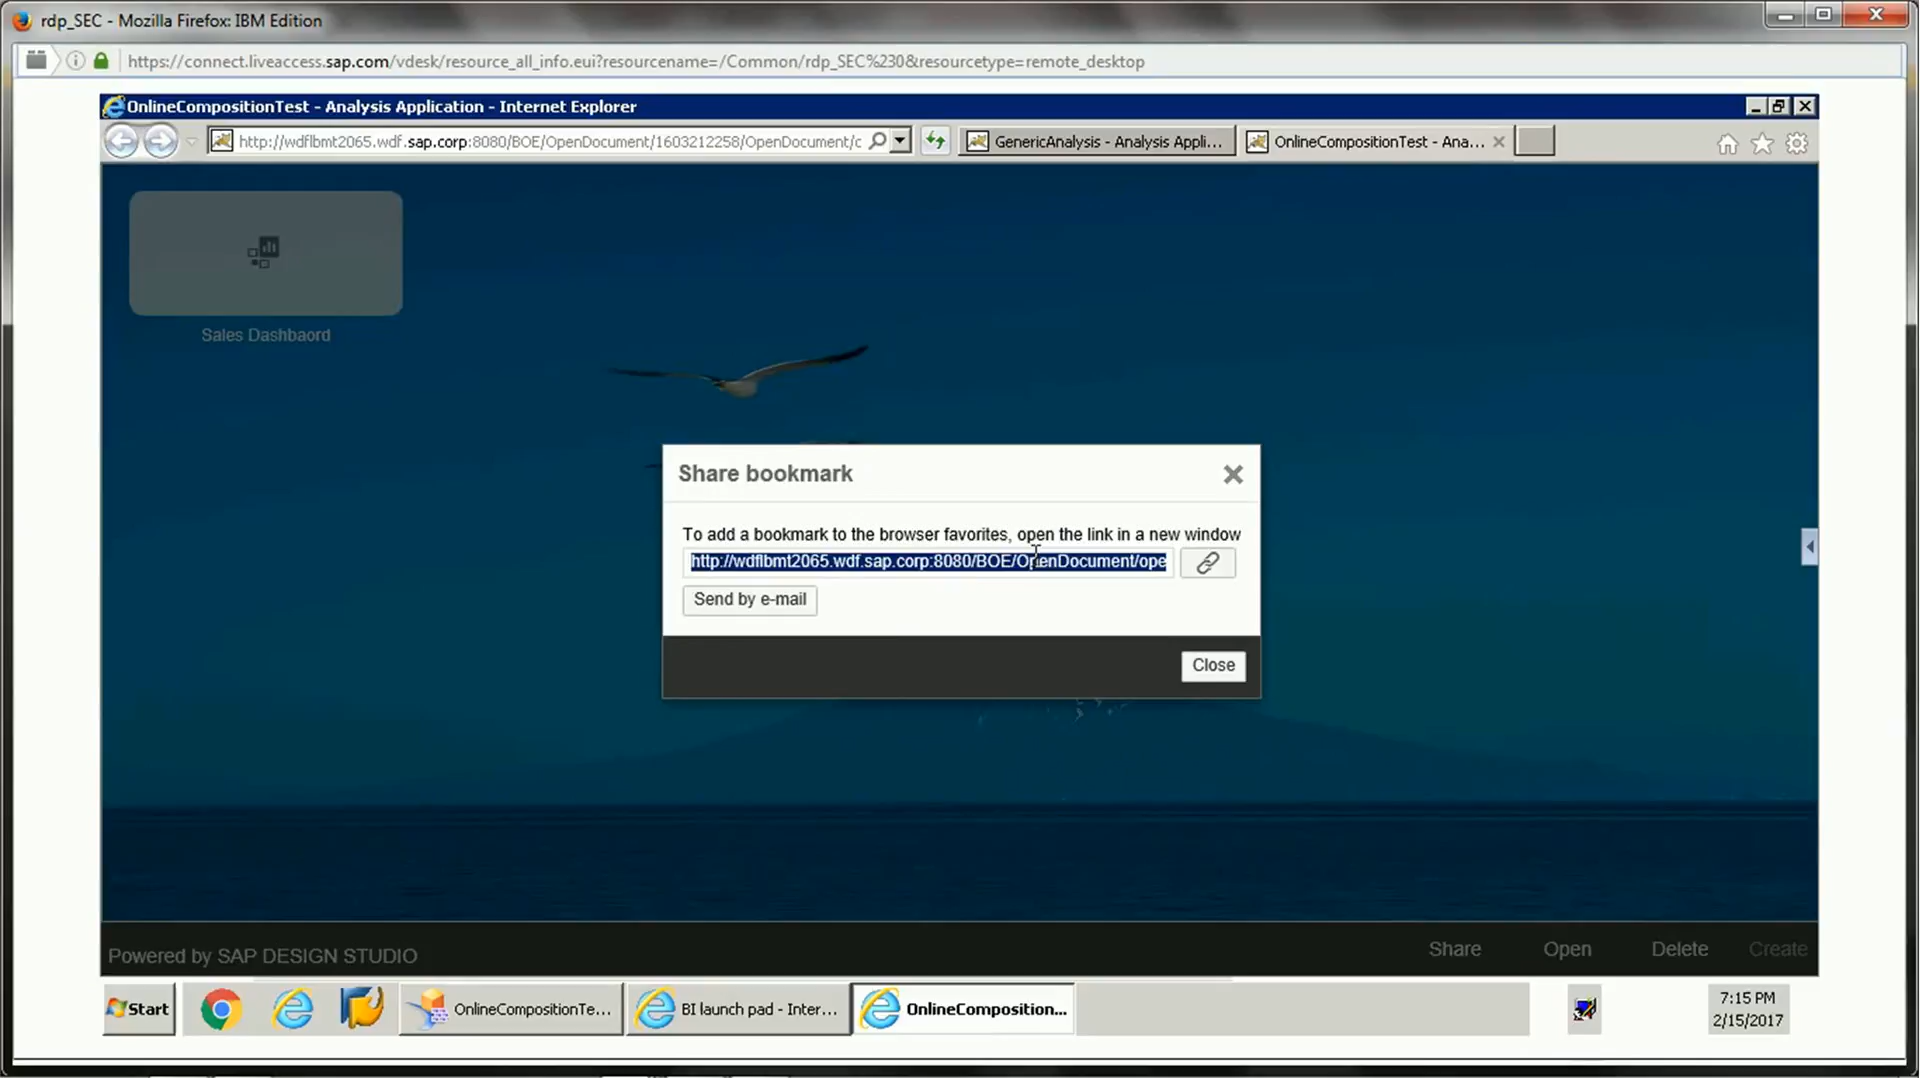 rdp_SEC - Mozilla Firefox: IBM Edition
https://connect.liveaccess.sap.com/vdesk/resource_all_info.eui?resourcename=/Common/rdp_SEC%230&resourcetype=remote_desktop
OnlineCompositionTest - Analysis Application - Internet Explorer
http://wdflbmt2065.wdf.sap.corp:8080/BOE/OpenDocument/1603212258/OpenDocument/c
GenericAnalysis - Analysis Appli...
OnlineCompositionTest - Ana...
Sales Dashbaord
Share bookmark
To add a bookmark to the browser favorites, open the link in a new window
http://wdflbmt2065.wdf.sap.corp:8080/BOE/OpenDocument/ope
Send by e-mail
Close
Powered by SAP DESIGN STUDIO
Share
Open
Delete
Create
Start
OnlineCompositionTe...
BI launch pad - Inter...
OnlineComposition...
7:15 PM
2/15/2017